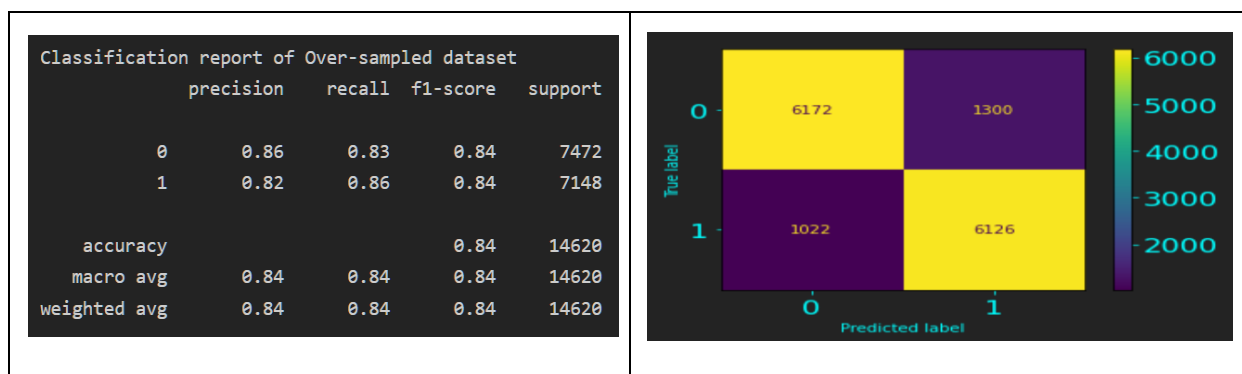 Classification report of Over-sampled dataset
precision recall f1-score support
0 0.86 0.83 0.84 7472
1 0.82 0.86 0.84 7148
accuracy 0.84 14620
macro avg 0.84 0.84 0.84 14620
weighted avg 0.84 0.84 0.84 14620
True label
0 6172 1300
1 1022 6126
0 1
Predicted label
6000
5000
4000
3000
2000